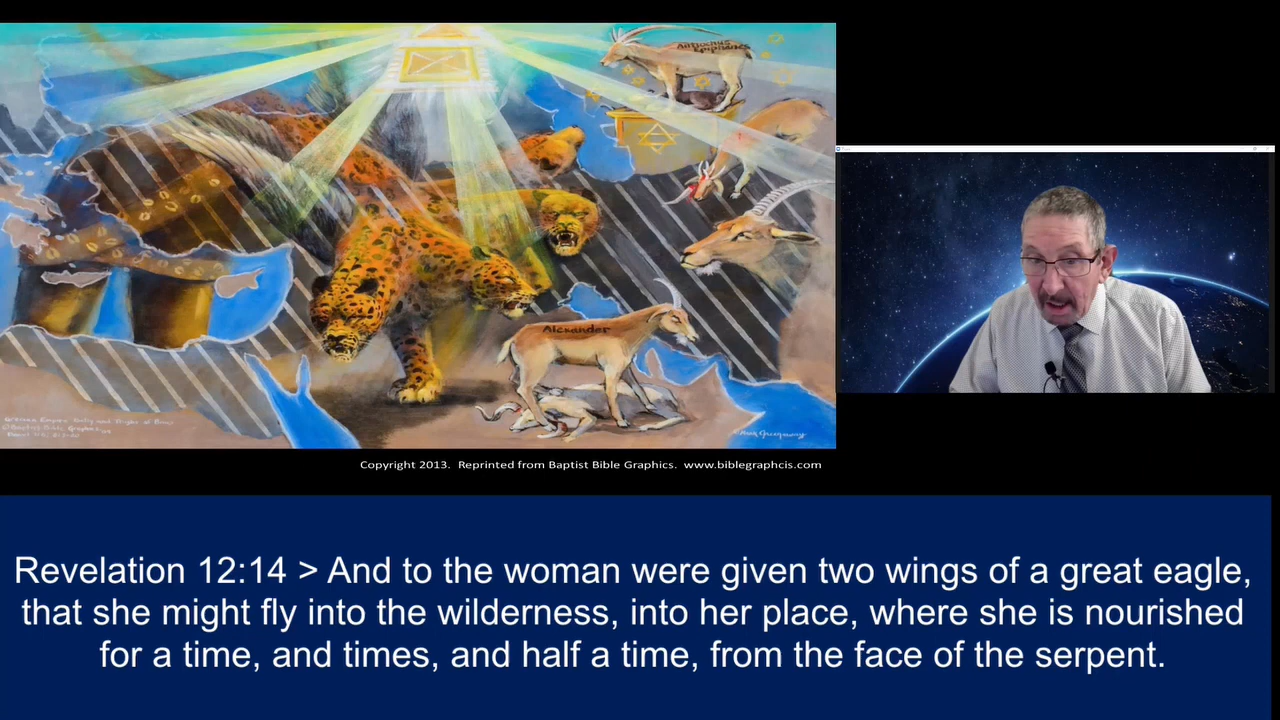 Antiochus
Epiphanes
Alexander
Copyright 2013. Reprinted from Baptist Bible Graphics. www.biblegraphcis.com
Revelation 12:14 > And to the woman were given two wings of a great eagle,
that she might fly into the wilderness, into her place, where she is nourished
for a time, and times, and half a time, from the face of the serpent.